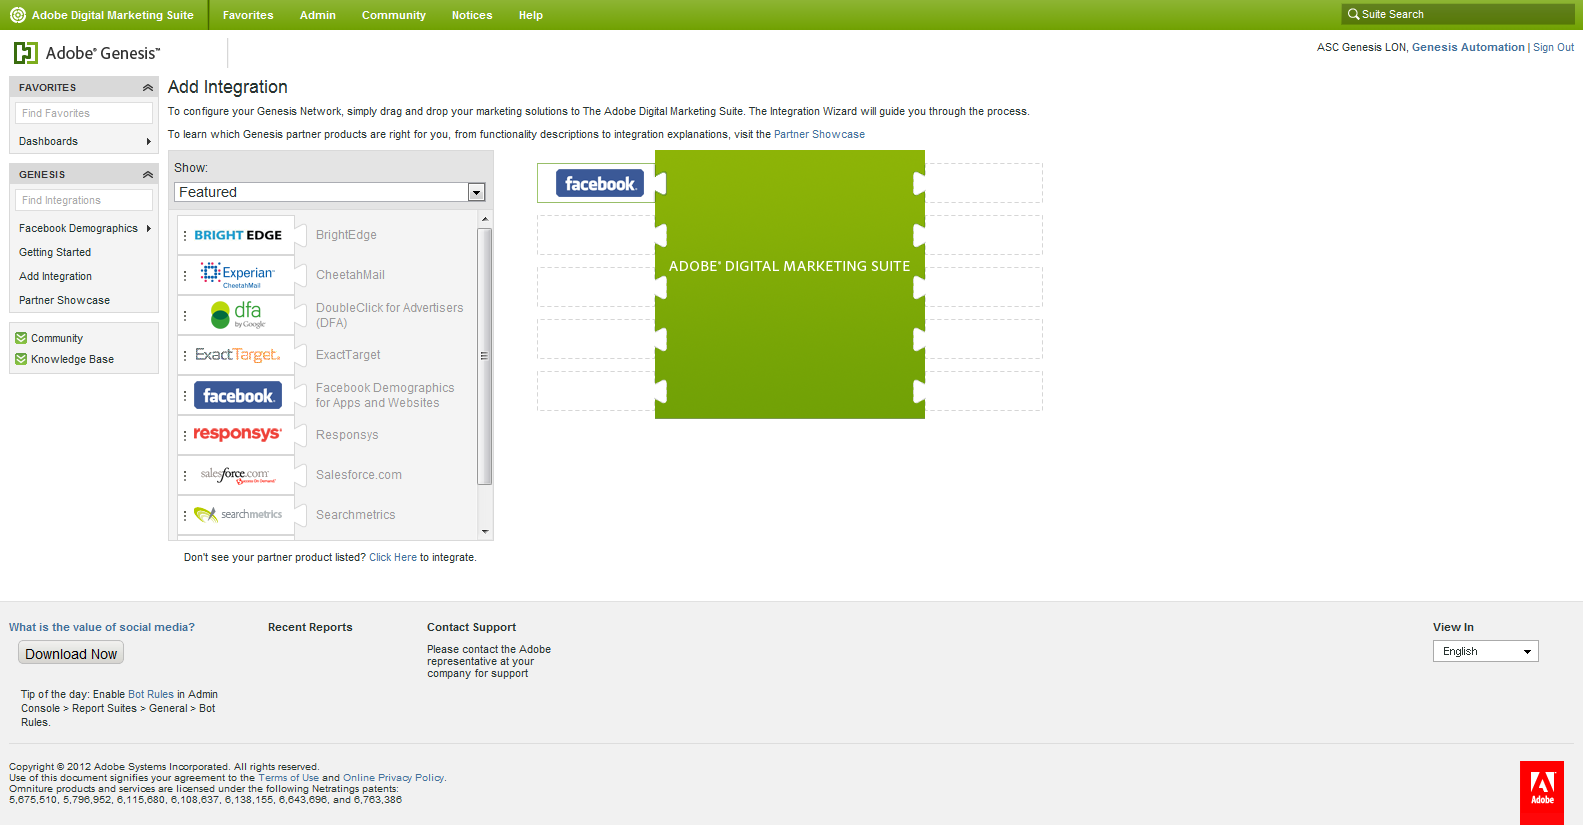 Adobe Digital Marketing Suite
Favorites
Admin
Community
Notices
Help
Suite Search
Adobe® Genesis™
ASC Genesis LON, Genesis Automation | Sign Out
FAVORITES
Find Favorites
Dashboards
GENESIS
Find Integrations
Facebook Demographics
Getting Started
Add Integration
Partner Showcase
Community
Knowledge Base
Add Integration
To configure your Genesis Network, simply drag and drop your marketing solutions to The Adobe Digital Marketing Suite. The Integration Wizard will guide you through the process.
To learn which Genesis partner products are right for you, from functionality descriptions to integration explanations, visit the Partner Showcase
Show:
Featured
BRIGHT EDGE
BrightEdge
Experian™
CheetahMail
CheetahMail
dfa
by Google
DoubleClick for Advertisers
(DFA)
ExactTarget.
ExactTarget
facebook.
Facebook Demographics
for Apps and Websites
responsys
Responsys
salesforce.com
Success On Demand
Salesforce.com
searchmetrics
Searchmetrics
Don't see your partner product listed? Click Here to integrate.
facebook.
ADOBE® DIGITAL MARKETING SUITE
What is the value of social media?
Download Now
Tip of the day: Enable Bot Rules in Admin
Console > Report Suites > General > Bot
Rules.
Recent Reports
Contact Support
Please contact the Adobe
representative at your
company for support
View In
English
Copyright © 2012 Adobe Systems Incorporated. All rights reserved.
Use of this document signifies your agreement to the Terms of Use and Online Privacy Policy.
Omniture products and services are licensed under the following Netratings patents:
5,675,510, 5,796,952, 6,115,680, 6,108,637, 6,138,155, 6,643,696, and 6,763,386
Adobe